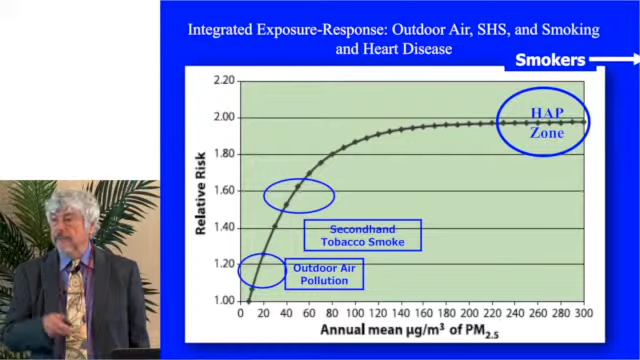 Integrated Exposure-Response: Outdoor Air, SHS, and Smoking
and Heart Disease
Smokers
2.20
2.00
1.80
1.60
1.40
1.20
1.00
Relative Risk
HAP
Zone
Secondhand
Tobacco Smoke
Outdoor Air
Pollution
0 20 40 60 80 100 120 140 160 180 200 220 240 260 280 300
Annual mean µg/m³ of PM₂.₅